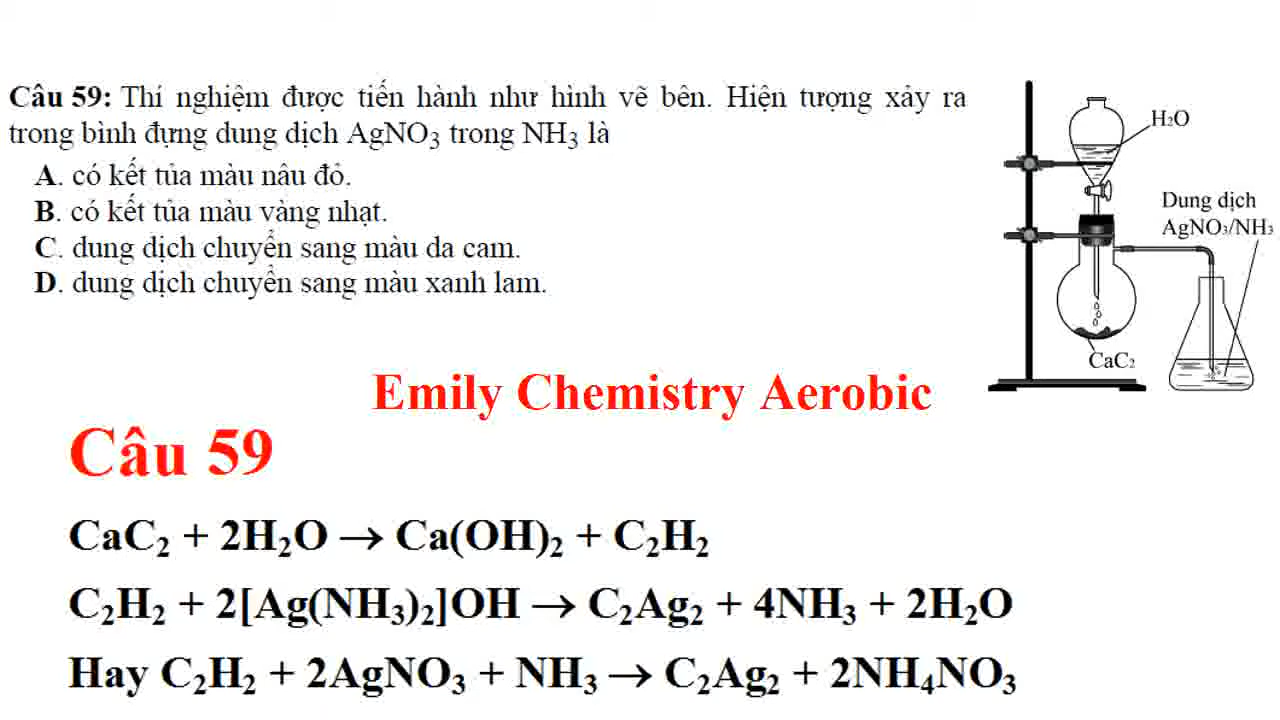 Câu 59: Thí nghiệm được tiến hành như hình vẽ bên. Hiện tượng xảy ra
trong bình đựng dung dịch AgNO₃ trong NH₃ là
A. có kết tủa màu nâu đỏ.
B. có kết tủa màu vàng nhạt.
C. dung dịch chuyển sang màu da cam.
D. dung dịch chuyển sang màu xanh lam.
H₂O
Dung dịch
AgNO₃/NH₃
CaC₂
Emily Chemistry Aerobic
Câu 59
CaC₂ + 2H₂O → Ca(OH)₂ + C₂H₂
C₂H₂ + 2[Ag(NH₃)₂]OH → C₂Ag₂ + 4NH₃ + 2H₂O
Hay C₂H₂ + 2AgNO₃ + NH₃ → C₂Ag₂ + 2NH₄NO₃